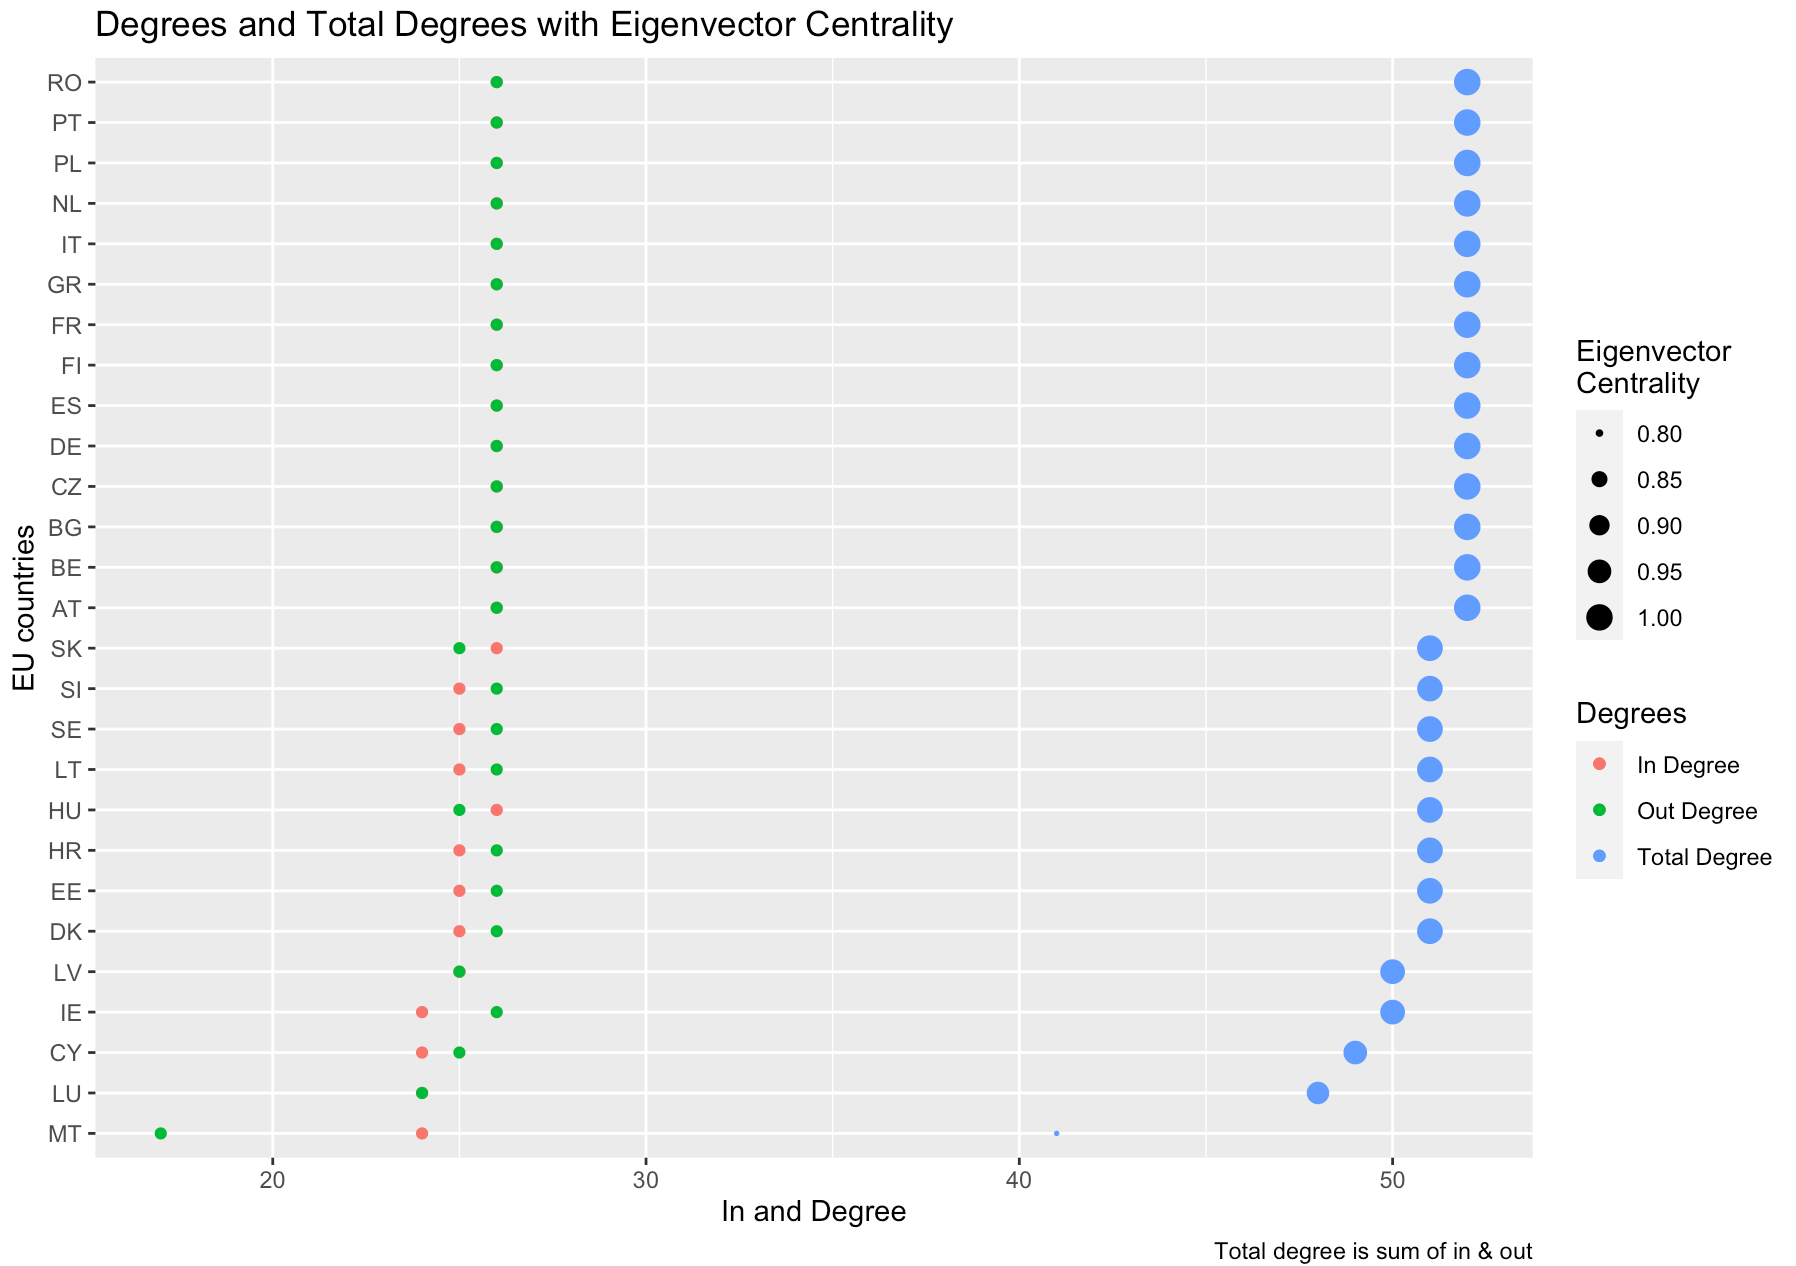 Degrees and Total Degrees with Eigenvector Centrality
EU countries
RO
PT
PL
NL
IT
GR
FR
FI
ES
DE
CZ
BG
BE
AT
SK
SI
SE
LT
HU
HR
EE
DK
LV
IE
CY
LU
MT
20 30 40 50
In and Degree
Total degree is sum of in & out
Eigenvector
Centrality
0.80
0.85
0.90
0.95
1.00
Degrees
In Degree
Out Degree
Total Degree